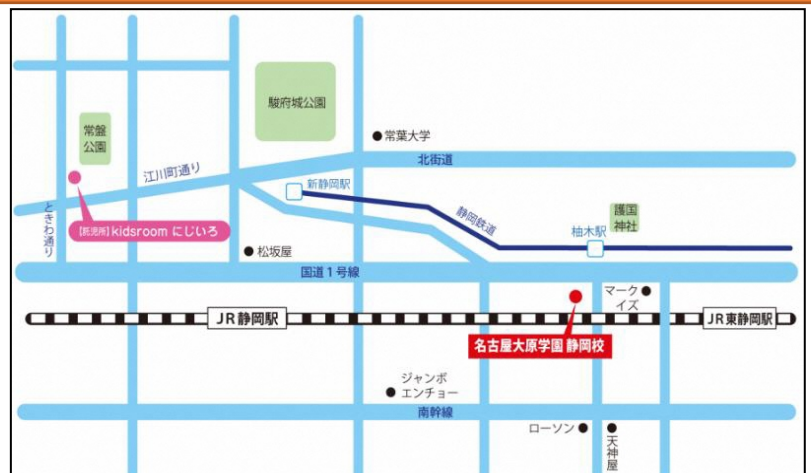 駿府城公園
常葉大学
常盤
公園
北街道
江川町通り
新静岡駅
静岡鉄道
護国
神社
柚木駅
ときわ通り
【託児所】kidsroom にじいろ
松坂屋
国道1号線
マーク
イズ
JR静岡駅
JR東静岡駅
名古屋大原学園 静岡校
ジャンボ
エンチョー
南幹線
ローソン
天神屋